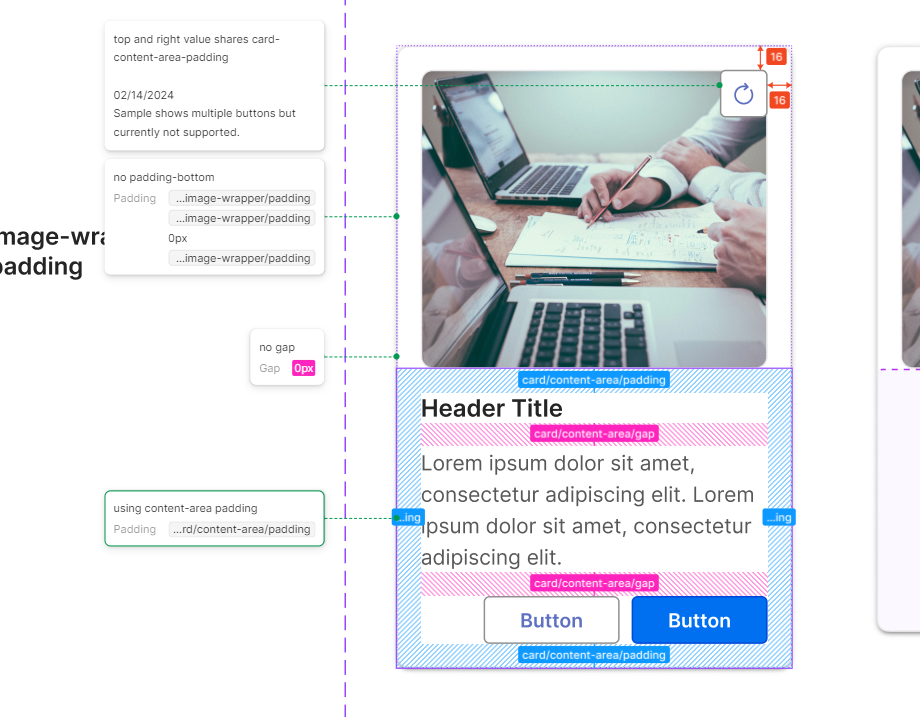 top and right value shares card-
content-area-padding
02/14/2024
Sample shows multiple buttons but
currently not supported.
16
16
no padding-bottom
Padding ...image-wrapper/padding
...image-wrapper/padding
0px
...image-wrapper/padding
mage-wra
padding
no gap
Gap 0px
card/content-area/padding
Header Title
card/content-area/gap
Lorem ipsum dolor sit amet,
consectetur adipiscing elit. Lorem
ipsum dolor sit amet, consectetur
adipiscing elit.
using content-area padding
Padding ...rd/content-area/padding
...ing
...ing
card/content-area/gap
Button Button
card/content-area/padding